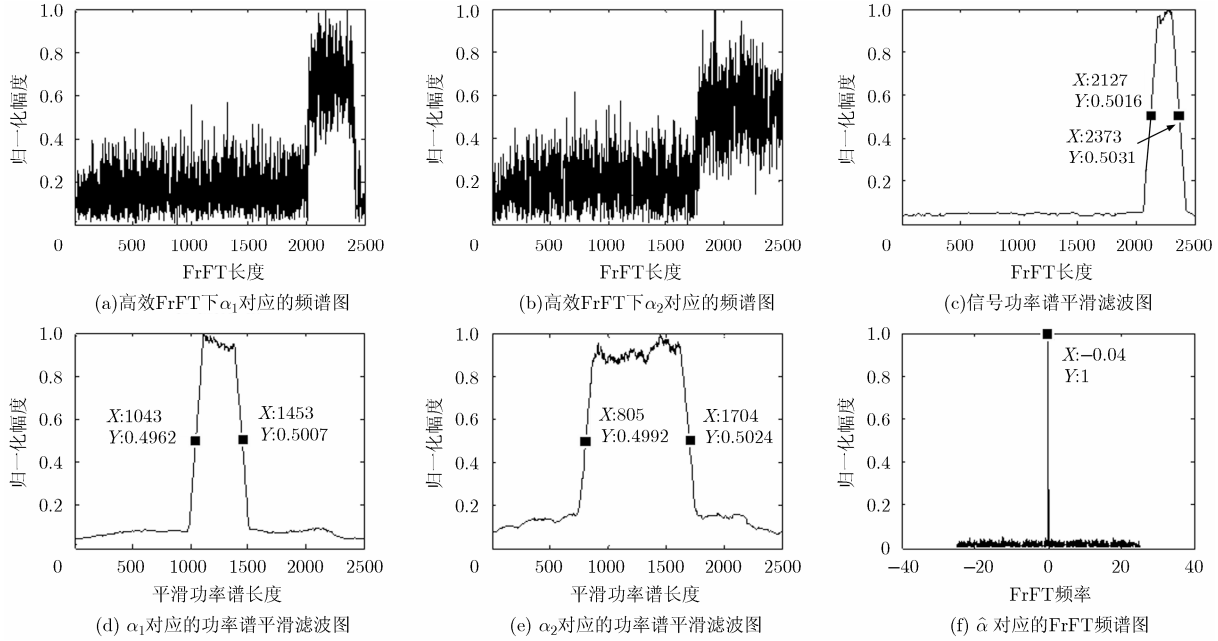 1.0
0.8
0.6
0.4
0.2
0
500
1000
1500
2000
2500
归一化幅度
FrFT长度
(a)高效FrFT下α₁对应的频谱图
1.0
0.8
0.6
0.4
0.2
0
500
1000
1500
2000
2500
归一化幅度
FrFT长度
(b)高效FrFT下α₂对应的频谱图
1.0
0.8
0.6
0.4
0.2
0
500
1000
1500
2000
2500
归一化幅度
X:2127
Y:0.5016
X:2373
Y:0.5031
FrFT长度
(c)信号功率谱平滑滤波图
1.0
0.8
0.6
0.4
0.2
0
500
1000
1500
2000
2500
归一化幅度
X:1043
Y:0.4962
X:1453
Y:0.5007
平滑功率谱长度
(d) α₁对应的功率谱平滑滤波图
1.0
0.8
0.6
0.4
0.2
0
500
1000
1500
2000
2500
归一化幅度
X:805
Y:0.4992
X:1704
Y:0.5024
平滑功率谱长度
(e) α₂对应的功率谱平滑滤波图
1.0
0.8
0.6
0.4
0.2
0
−40
−20
0
20
40
归一化幅度
X:−0.04
Y:1
FrFT频率
(f) α̂ 对应的FrFT频谱图